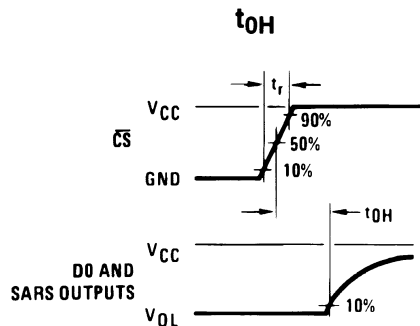 tOH
tr
VCC
90%
CS
50%
10%
GND
tOH
VCC
DO AND
SARS OUTPUTS
10%
VOL